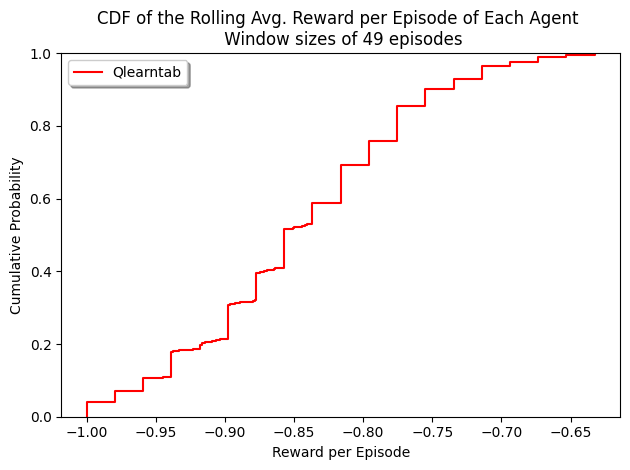 CDF of the Rolling Avg. Reward per Episode of Each Agent
Window sizes of 49 episodes
Qlearntab
Cumulative Probability
1.0
0.8
0.6
0.4
0.2
0.0
−1.00 −0.95 −0.90 −0.85 −0.80 −0.75 −0.70 −0.65
Reward per Episode